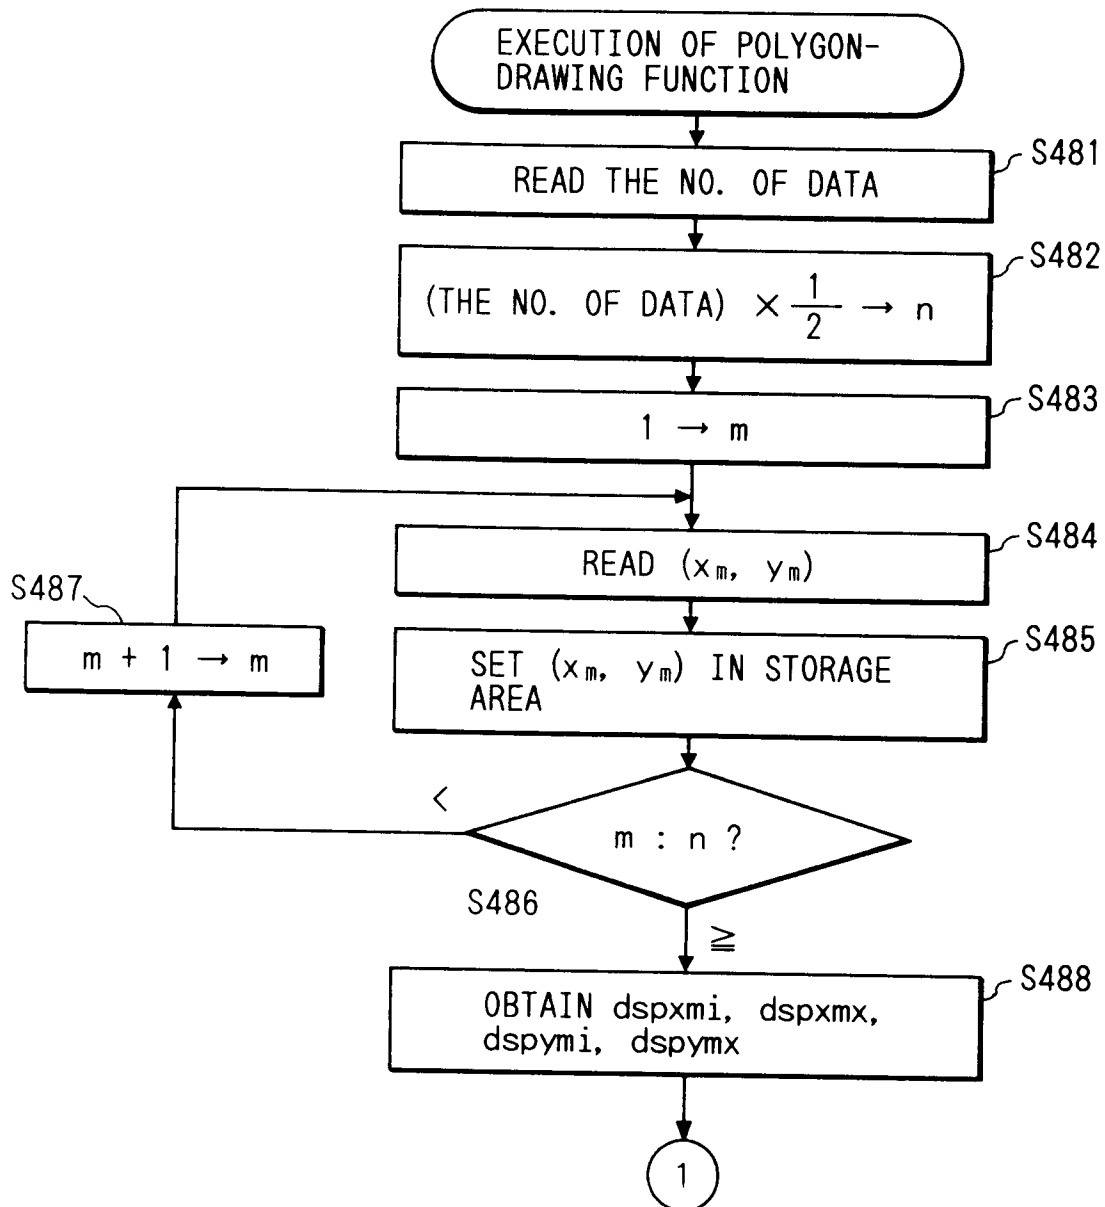 EXECUTION OF POLYGON-
DRAWING FUNCTION
S481
READ THE NO. OF DATA
S482
(THE NO. OF DATA) × 1/2 → n
S483
1 → m
S484
READ (xm, ym)
S487
m + 1 → m
S485
SET (xm, ym) IN STORAGE
AREA
<
m : n ?
S486
≧
S488
OBTAIN dspxmi, dspxmx,
dspymi, dspymx
1